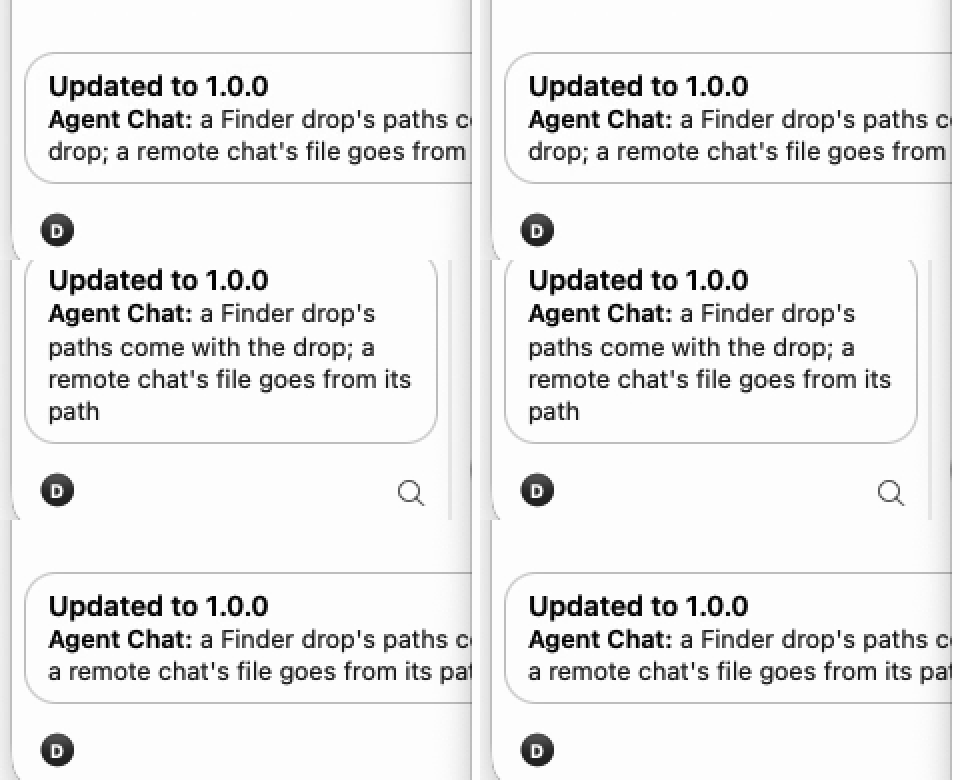 Updated to 1.0.0
Agent Chat: a Finder drop's paths
drop; a remote chat's file goes from
D
Updated to 1.0.0
Agent Chat: a Finder drop's paths
drop; a remote chat's file goes from
D
Updated to 1.0.0
Agent Chat: a Finder drop's
paths come with the drop; a
remote chat's file goes from its
path
D
Updated to 1.0.0
Agent Chat: a Finder drop's
paths come with the drop; a
remote chat's file goes from its
path
D
Updated to 1.0.0
Agent Chat: a Finder drop's paths
a remote chat's file goes from its
D
Updated to 1.0.0
Agent Chat: a Finder drop's paths
a remote chat's file goes from its
D